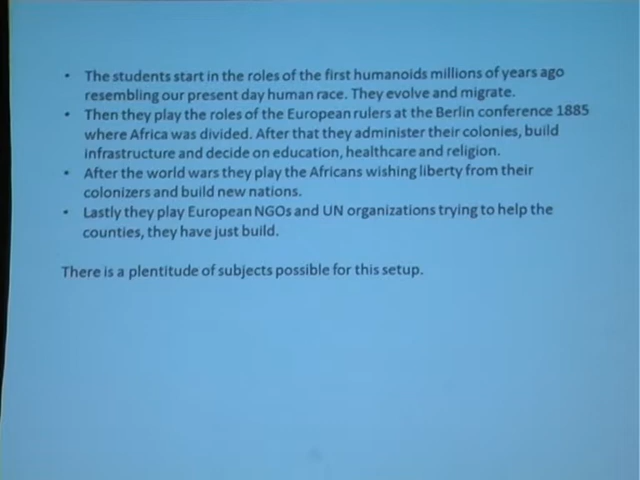 • The students start in the roles of the first humanoids millions of years ago
resembling our present day human race. They evolve and migrate.
• Then they play the roles of the European rulers at the Berlin conference 1885
where Africa was divided. After that they administer their colonies, build
infrastructure and decide on education, healthcare and religion.
• After the world wars they play the Africans wishing liberty from their
colonizers and build new nations.
• Lastly they play European NGOs and UN organizations trying to help the
counties, they have just build.
There is a plentitude of subjects possible for this setup.